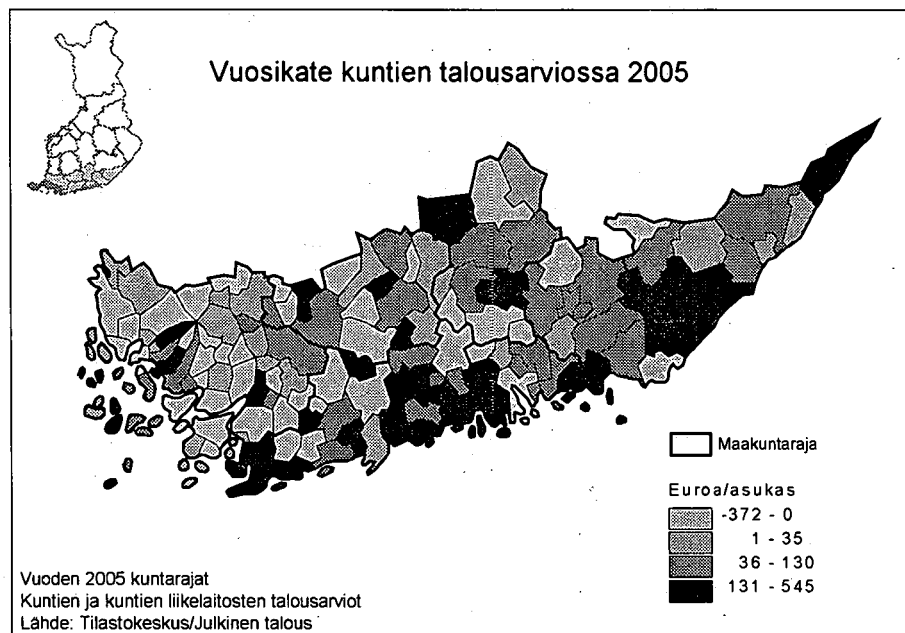 Vuosikate kuntien talousarviossa 2005
Maakuntaraja
Euroa/asukas
-372 - 0
1 - 35
36 - 130
131 - 545
Vuoden 2005 kuntarajat
Kuntien ja kuntien liikelaitosten talousarviot
Lähde: Tilastokeskus/Julkinen talous